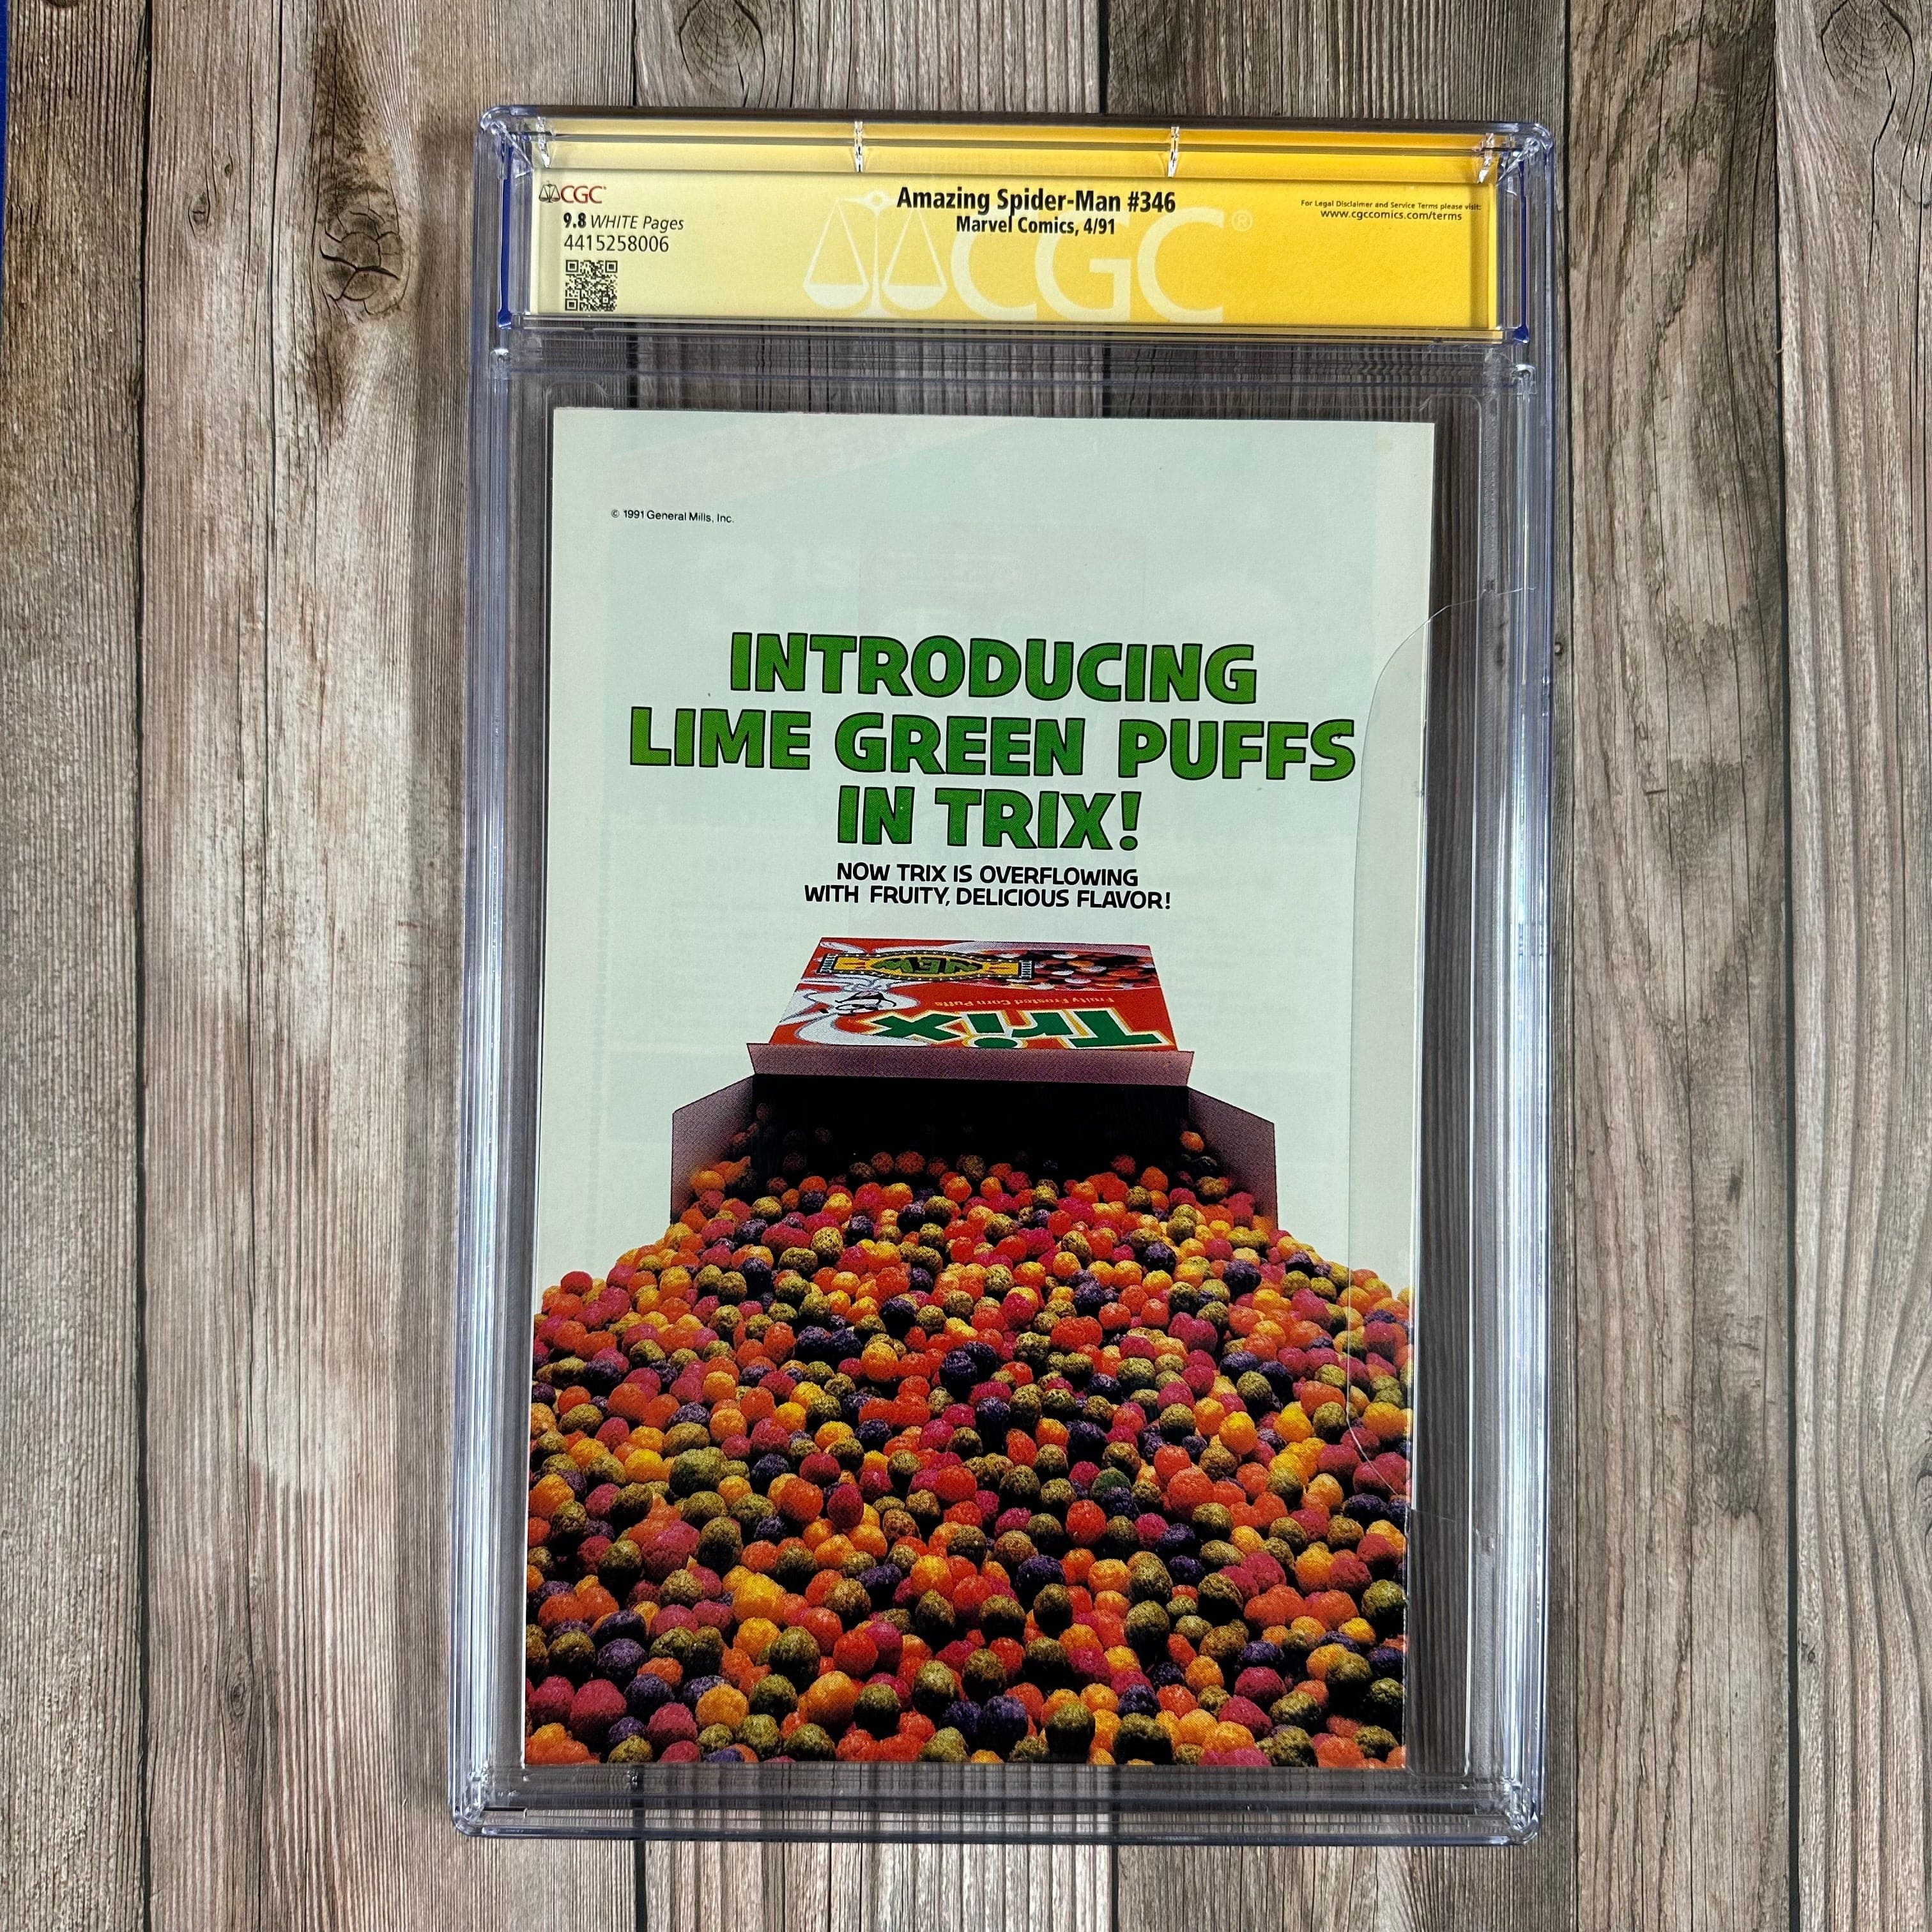 CGC
9.8 WHITE Pages
4415258006
Amazing Spider-Man #346
Marvel Comics, 4/91
For Legal Disclaimer and Service Terms please visit:
www.cgccomics.com/terms
CGC®
© 1991 General Mills, Inc.
INTRODUCING
LIME GREEN PUFFS
IN TRIX!
NOW TRIX IS OVERFLOWING
WITH FRUITY, DELICIOUS FLAVOR!
NEW
Fruity Frosted Corn Puffs
Trix